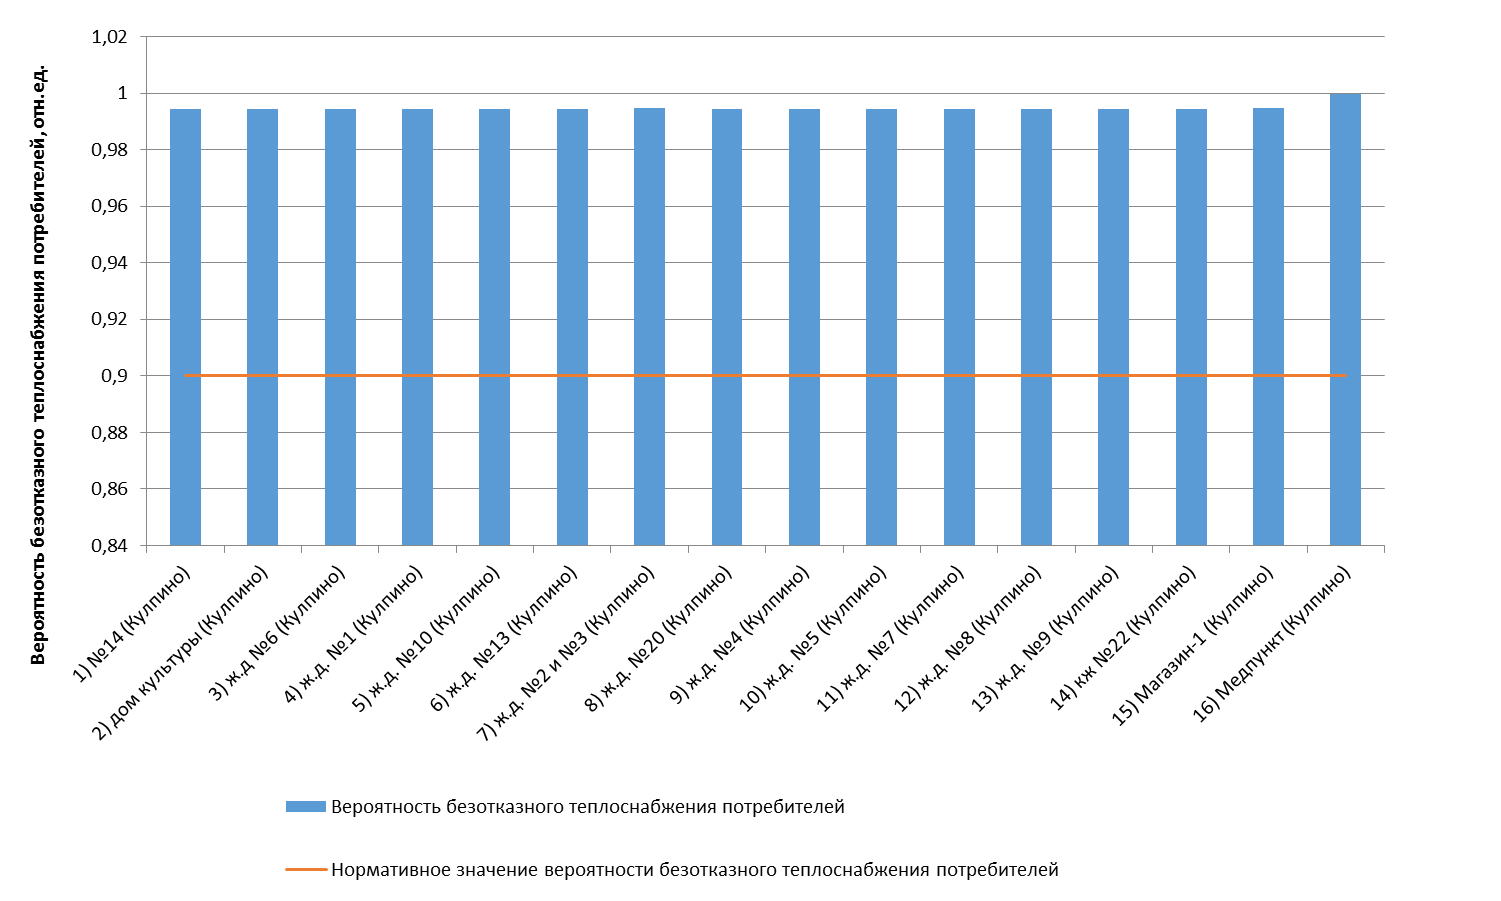 Вероятность безотказного теплоснабжения потребителей, отн.ед.
1,02
1
0,98
0,96
0,94
0,92
0,9
0,88
0,86
0,84
1) №14 (Кулпино)
2) дом культуры (Кулпино)
3) ж.д №6 (Кулпино)
4) ж.д. №1 (Кулпино)
5) ж.д. №10 (Кулпино)
6) ж.д. №13 (Кулпино)
7) ж.д. №2 и №3 (Кулпино)
8) ж.д. №20 (Кулпино)
9) ж.д. №4 (Кулпино)
10) ж.д. №5 (Кулпино)
11) ж.д. №7 (Кулпино)
12) ж.д. №8 (Кулпино)
13) ж.д. №9 (Кулпино)
14) кж №22 (Кулпино)
15) Магазин-1 (Кулпино)
16) Медпункт (Кулпино)
Вероятность безотказного теплоснабжения потребителей
Нормативное значение вероятности безотказного теплоснабжения потребителей